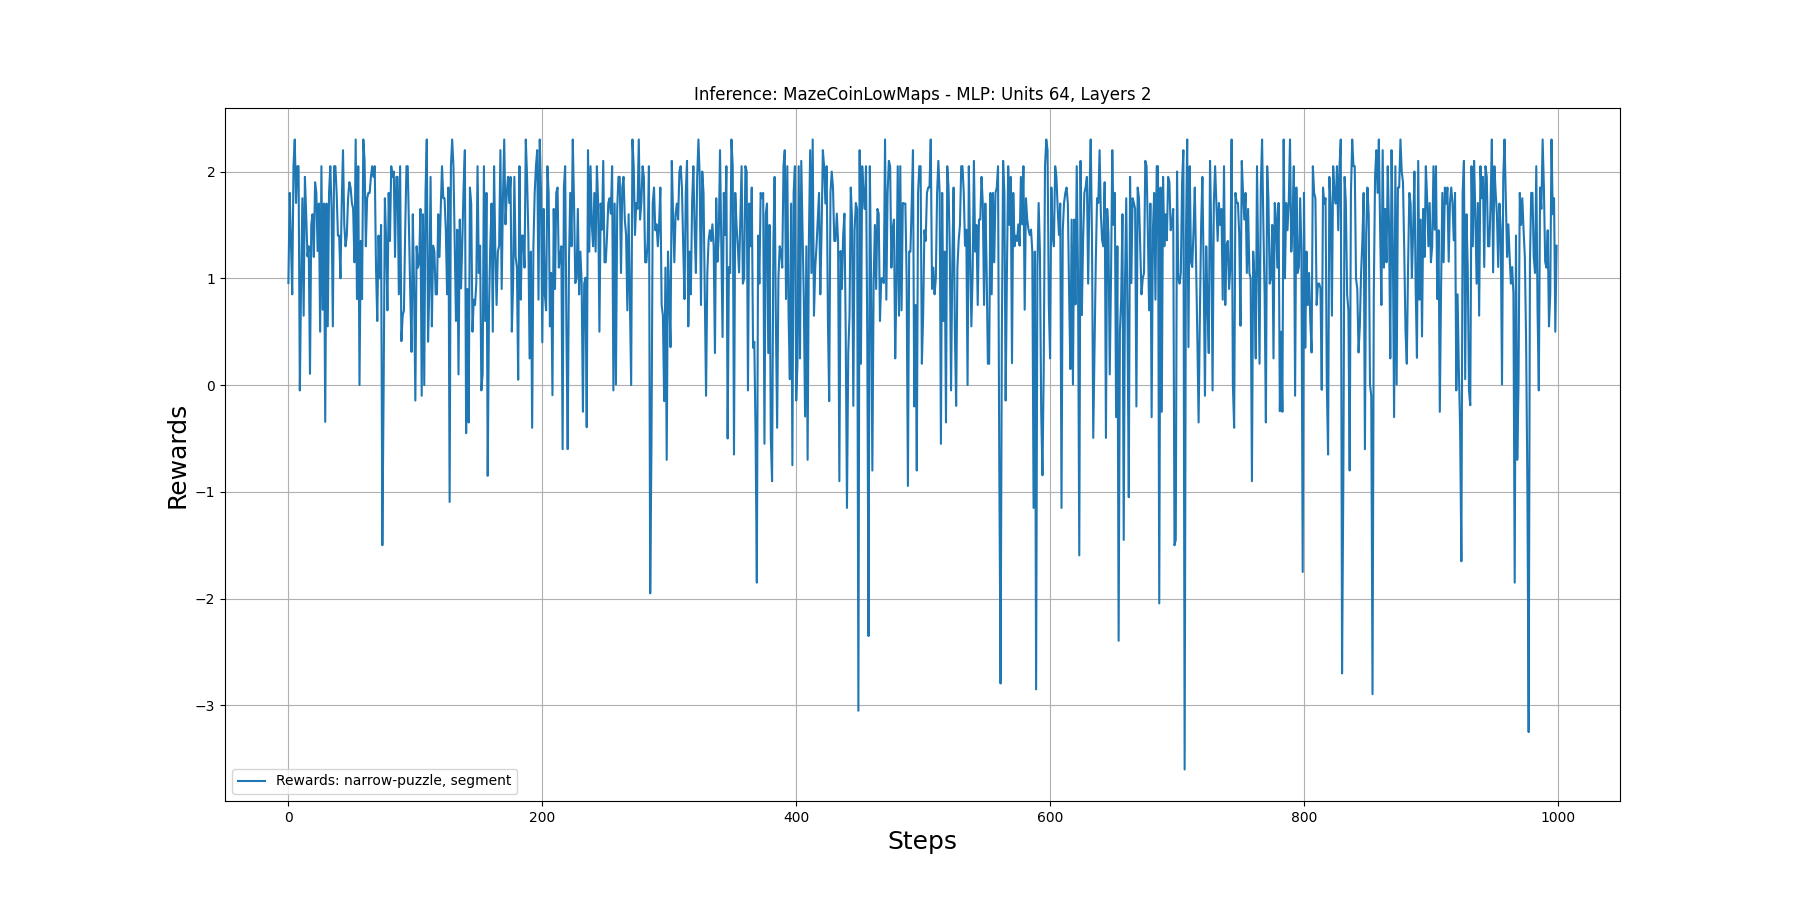 Inference: MazeCoinLowMaps - MLP: Units 64, Layers 2
Rewards
2
1
0
−1
−2
−3
Rewards: narrow-puzzle, segment
0 200 400 600 800 1000
Steps